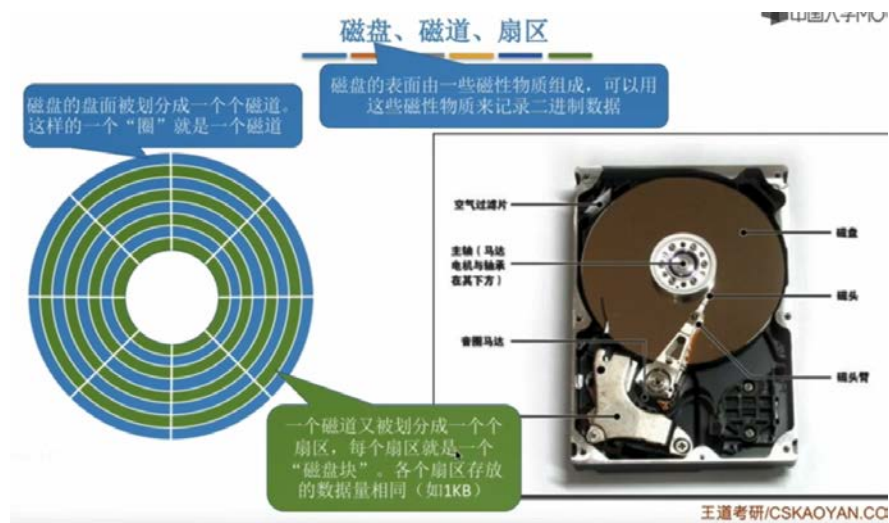 磁盘、磁道、扇区
磁盘的表面由一些磁性物质组成，可以用
这些磁性物质来记录二进制数据
磁盘的盘面被划分成一个个磁道。
这样的一个“圈”就是一个磁道
空气过滤片
主轴（马达
电机与轴承
在其下方）
音圈马达
磁盘
磁头
磁头臂
一个磁道又被划分成一个个
扇区，每个扇区就是一个
“磁盘块”。各个扇区存放
的数据量相同（如1KB）
王道考研/CSKAOYAN.CO